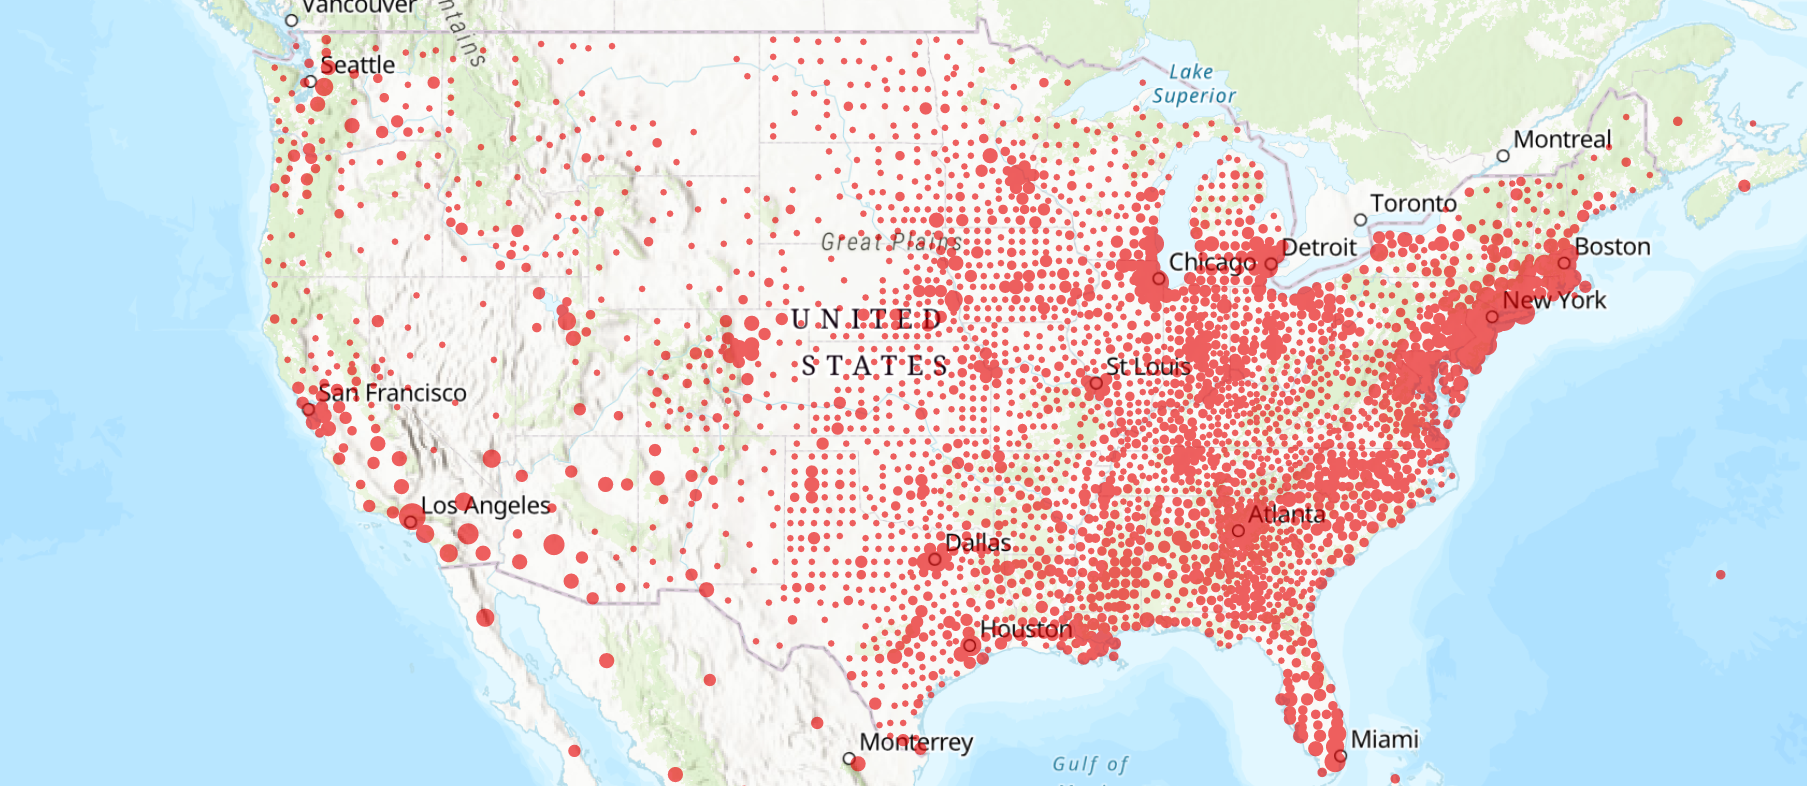 Vancouver
ntains
Seattle
Lake
Superior
Montreal
Toronto
Great Plains
Detroit
Boston
Chicago
New York
UNITED
STATES
St Louis
San Francisco
Los Angeles
Atlanta
Dallas
Houston
Monterrey
Miami
Gulf of